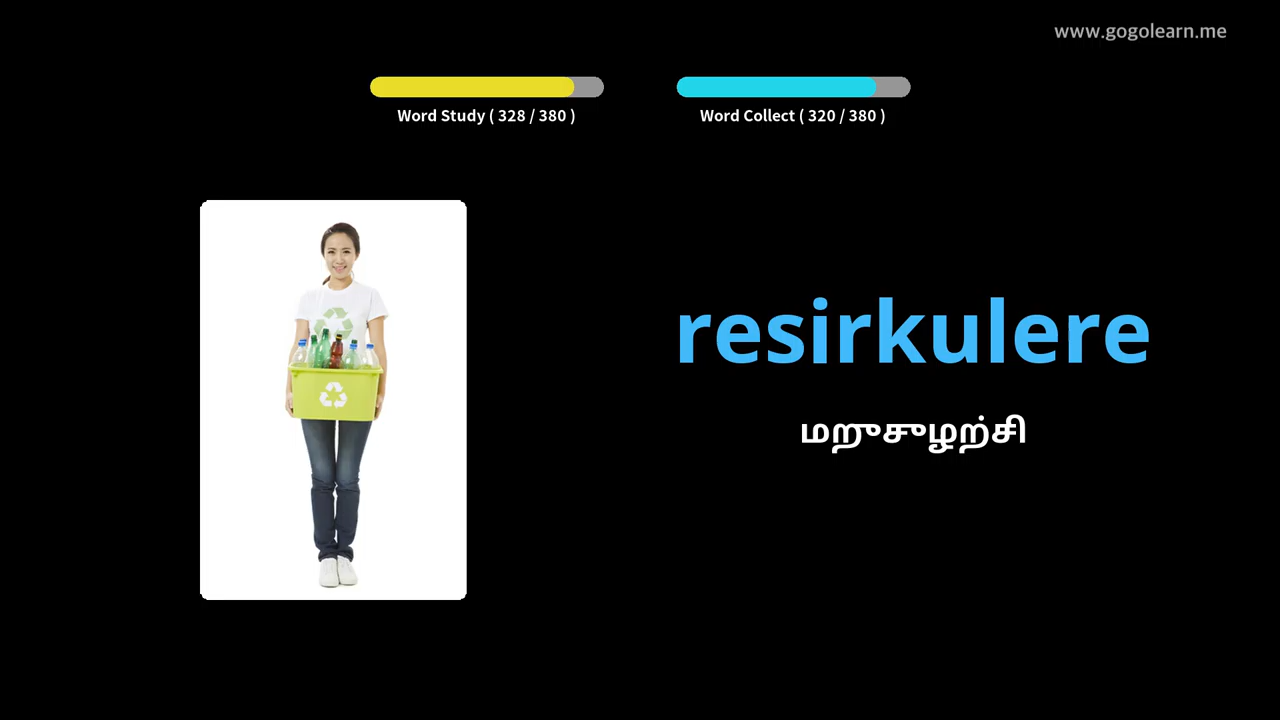 www.gogolearn.me
Word Study ( 328 / 380 )
Word Collect ( 320 / 380 )
resirkulere
மறுசுழற்சி